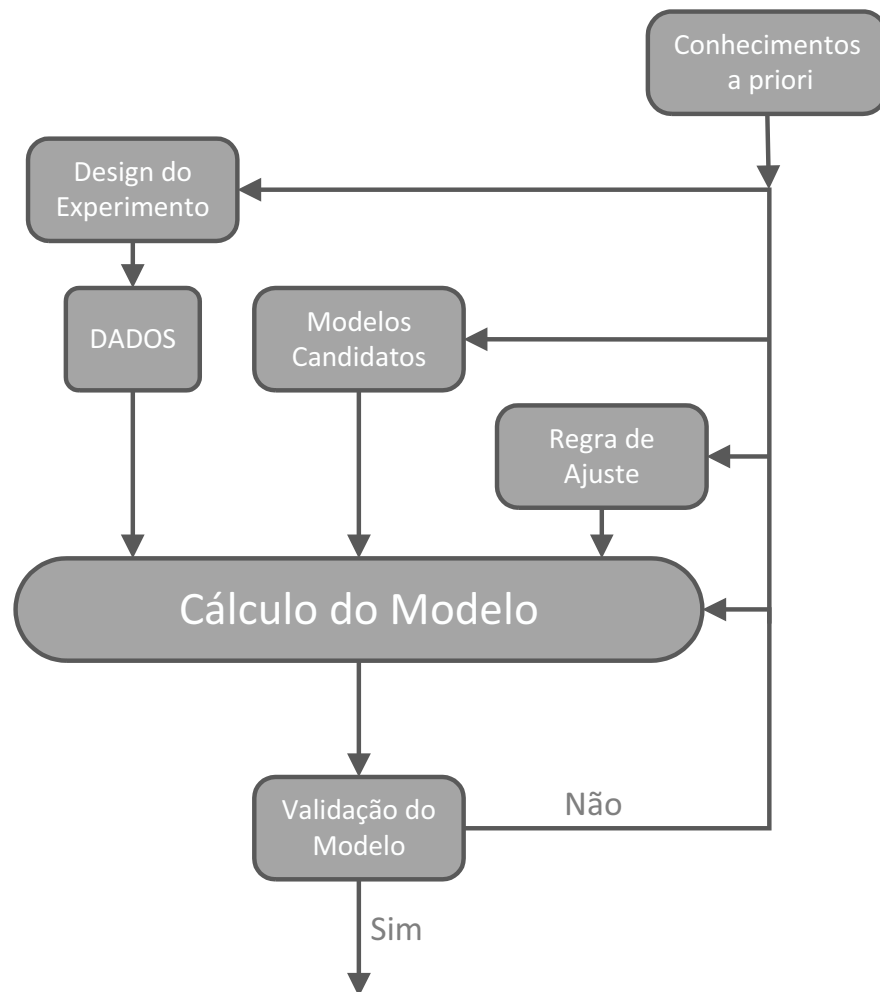 Conhecimentos
a priori
Design do
Experimento
DADOS
Modelos
Candidatos
Regra de
Ajuste
Cálculo do Modelo
Validação do
Modelo
Não
Sim